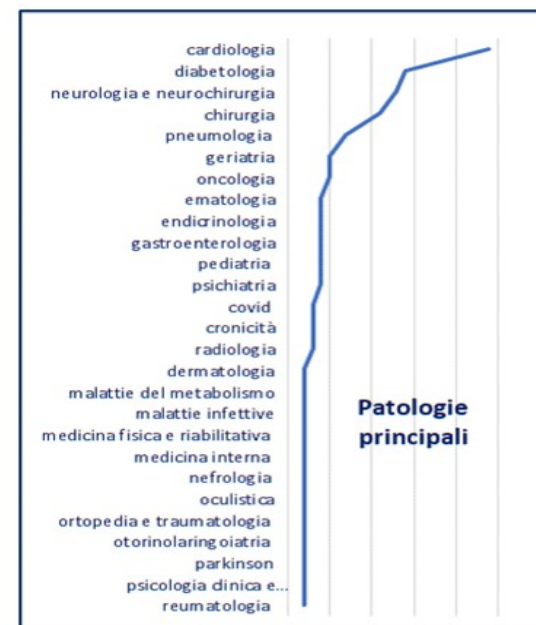 cardiologia
diabetologia
neurologia e neurochirurgia
chirurgia
pneumologia
geriatria
oncologia
ematologia
endicrinologia
gastroenterologia
pediatria
psichiatria
covid
cronicità
radiologia
dermatologia
malattie del metabolismo
malattie infettive
medicina fisica e riabilitativa
medicina interna
nefrologia
oculistica
ortopedia e traumatologia
otorinolaringoiatria
parkinson
psicologia clinica e...
reumatologia
Patologie
principali